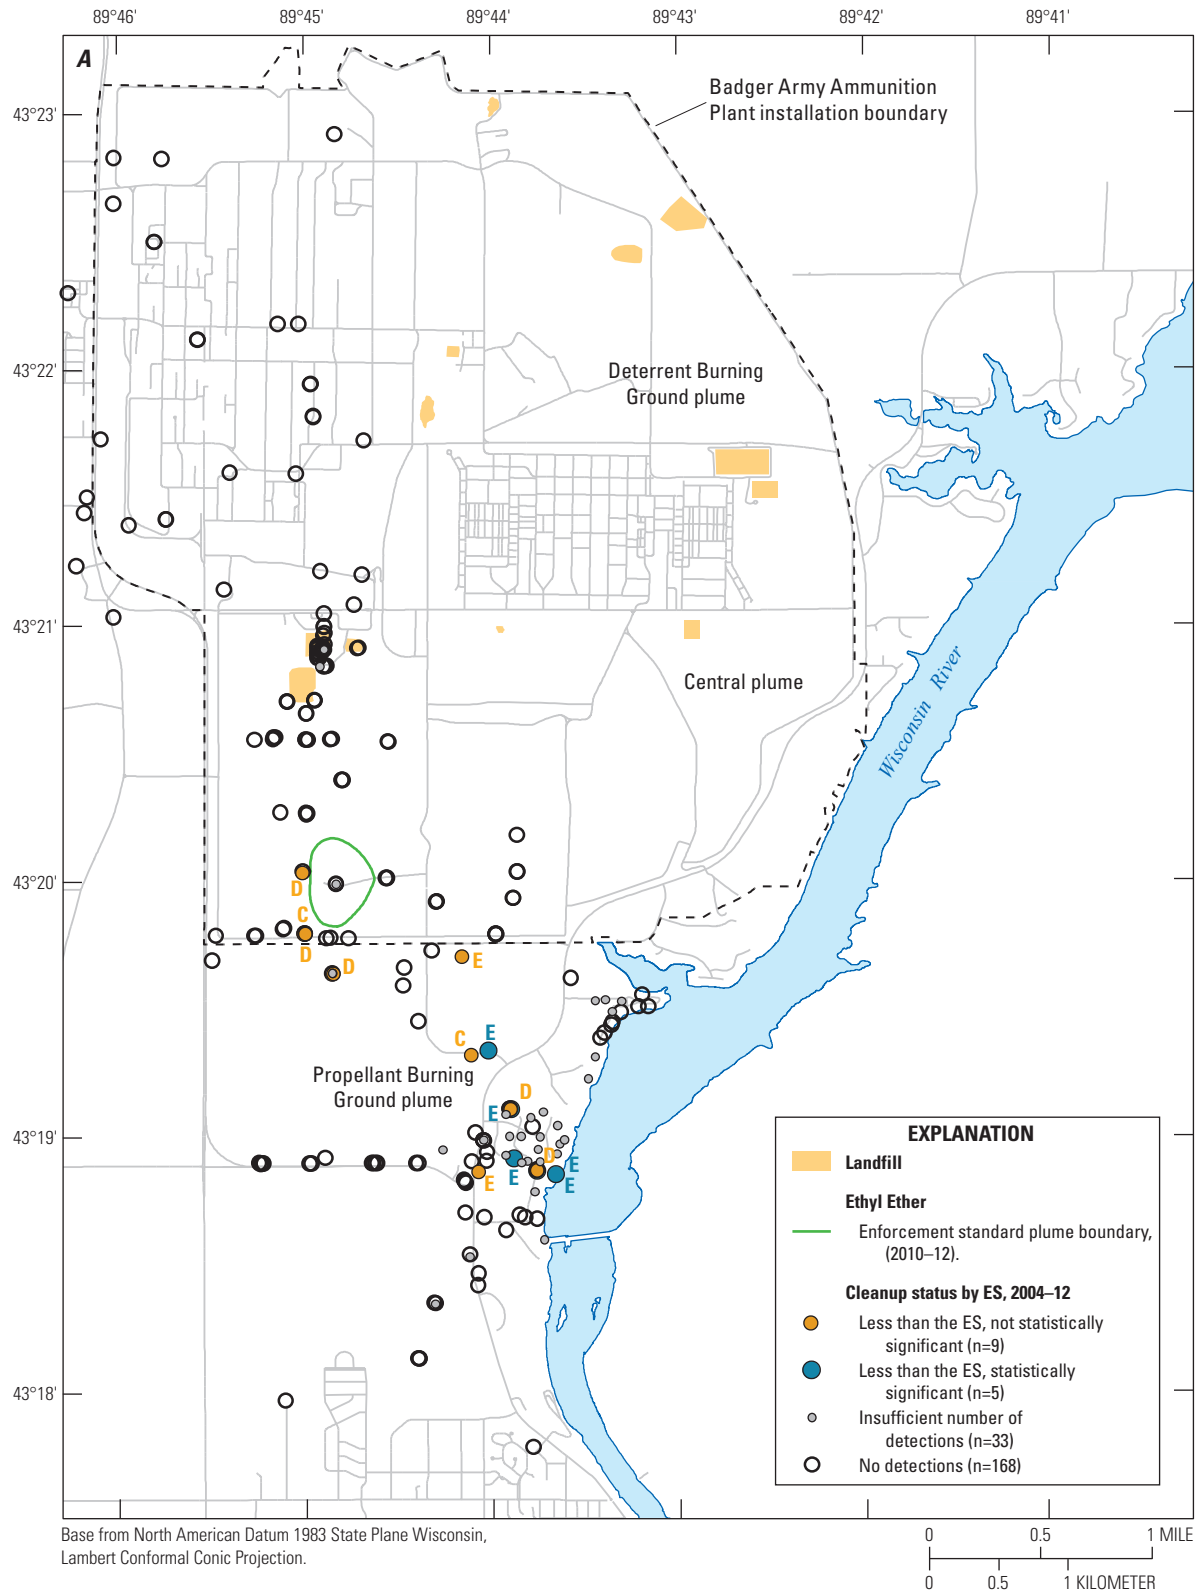 89°46' 89°45' 89°44' 89°43' 89°42' 89°41'
A
Badger Army Ammunition
Plant installation boundary
43°23'
43°22'
Deterrent Burning
Ground plume
43°21'
Central plume
Wisconsin River
43°20'
D
C
D
D
E
C
E
Propellant Burning
Ground plume
D
E
43°19'
D
E
E
E
E
43°18'
EXPLANATION
Landfill
Ethyl Ether
Enforcement standard plume boundary,
(2010–12).
Cleanup status by ES, 2004–12
Less than the ES, not statistically
significant (n=9)
Less than the ES, statistically
significant (n=5)
Insufficient number of
detections (n=33)
No detections (n=168)
Base from North American Datum 1983 State Plane Wisconsin,
Lambert Conformal Conic Projection.
0 0.5 1 MILE
0 0.5 1 KILOMETER